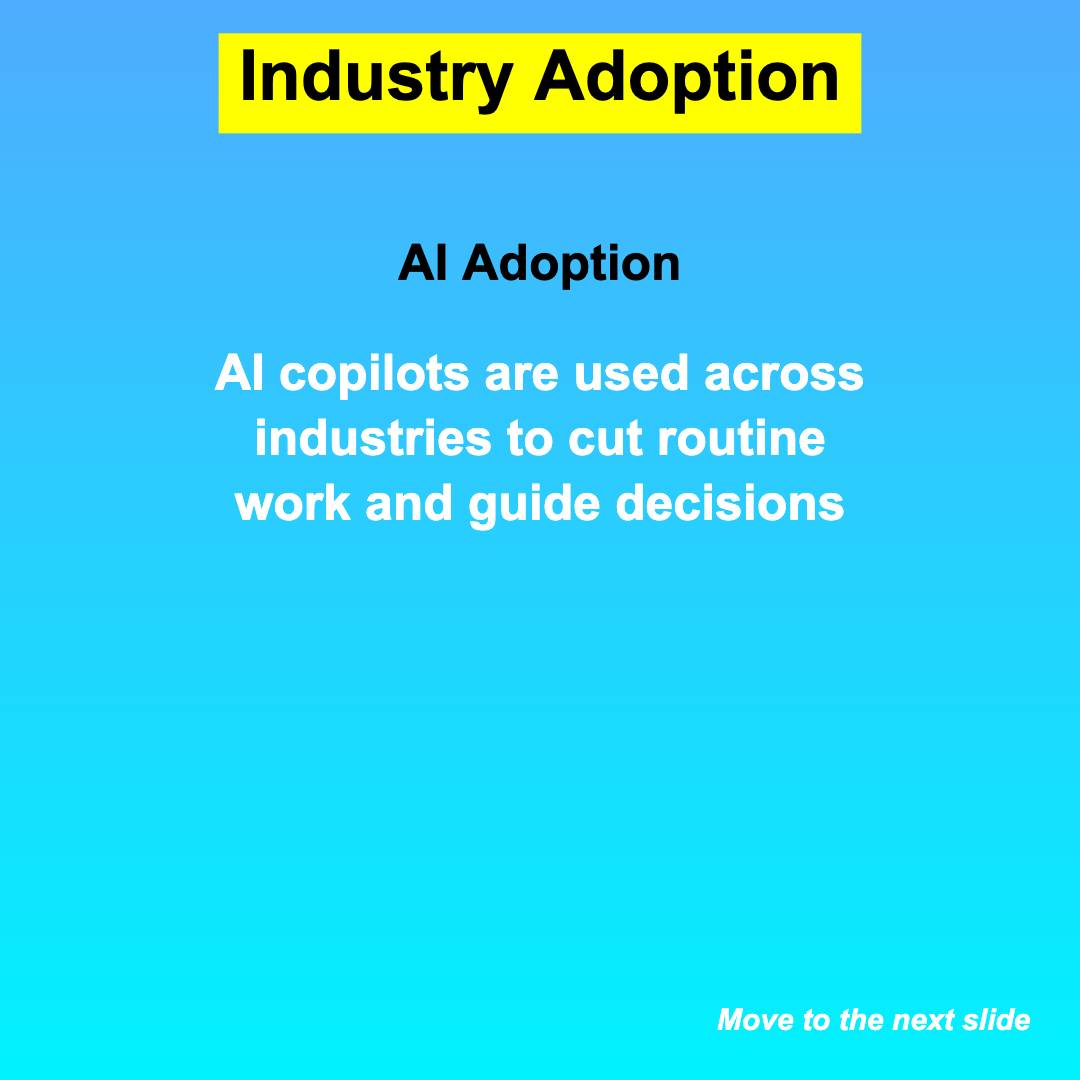 Industry Adoption
AI Adoption
AI copilots are used across
industries to cut routine
work and guide decisions
Move to the next slide